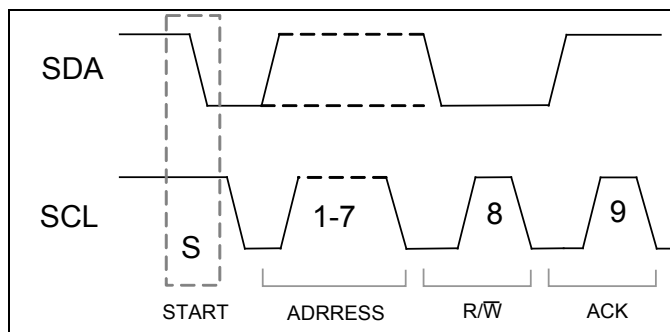 SDA
SCL
S 1-7 8 9
START ADRRESS R/W̅ ACK